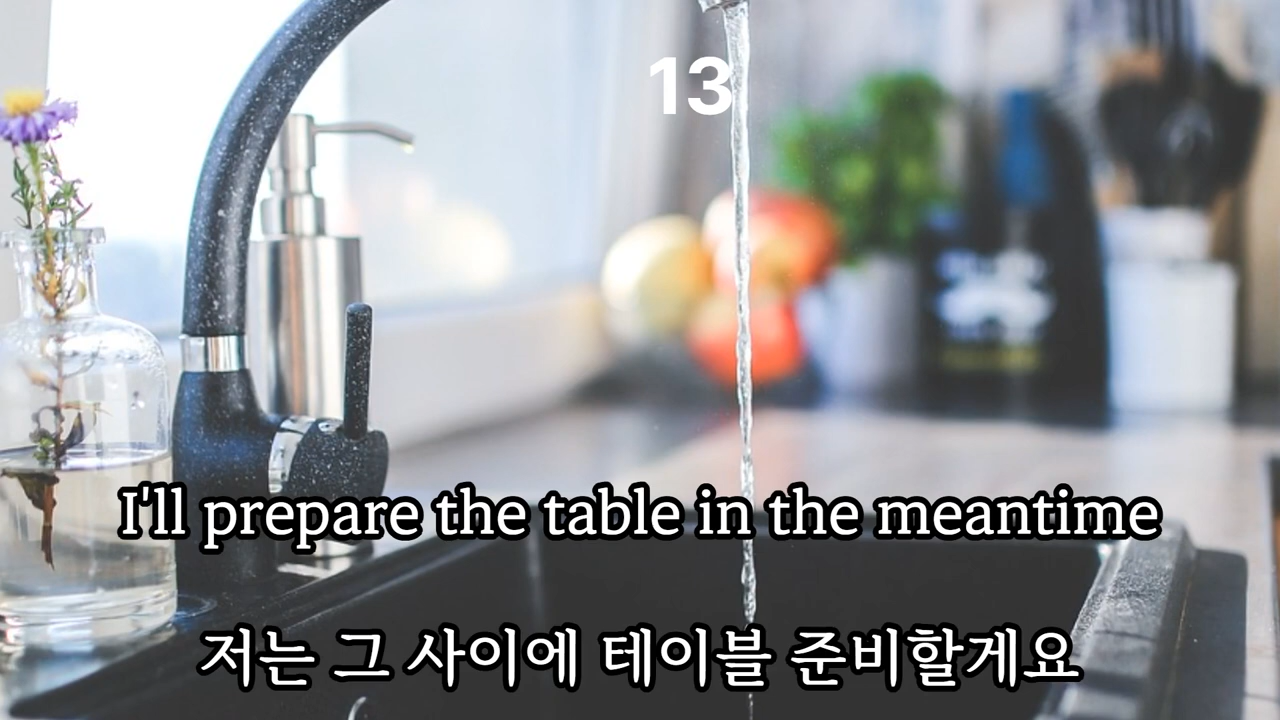 13
I'll prepare the table in the meantime
저는 그 사이에 테이블 준비할게요